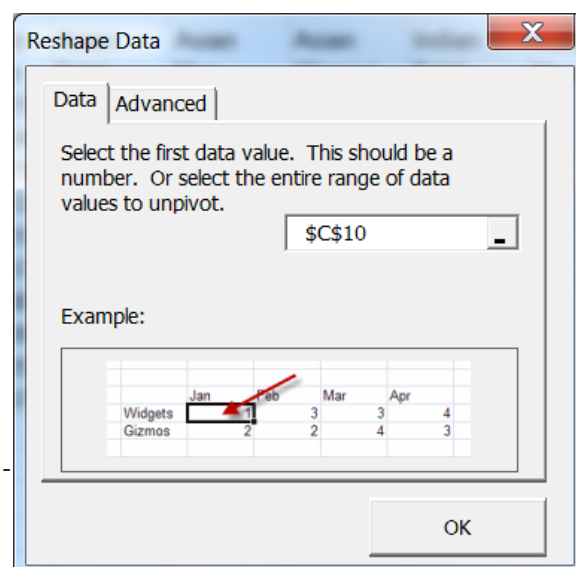 Reshape Data
Data Advanced
Select the first data value. This should be a
number. Or select the entire range of data
values to unpivot.
$C$10
Example:
Jan Feb Mar Apr
Widgets 1 3 3 4
Gizmos 2 2 4 3
OK